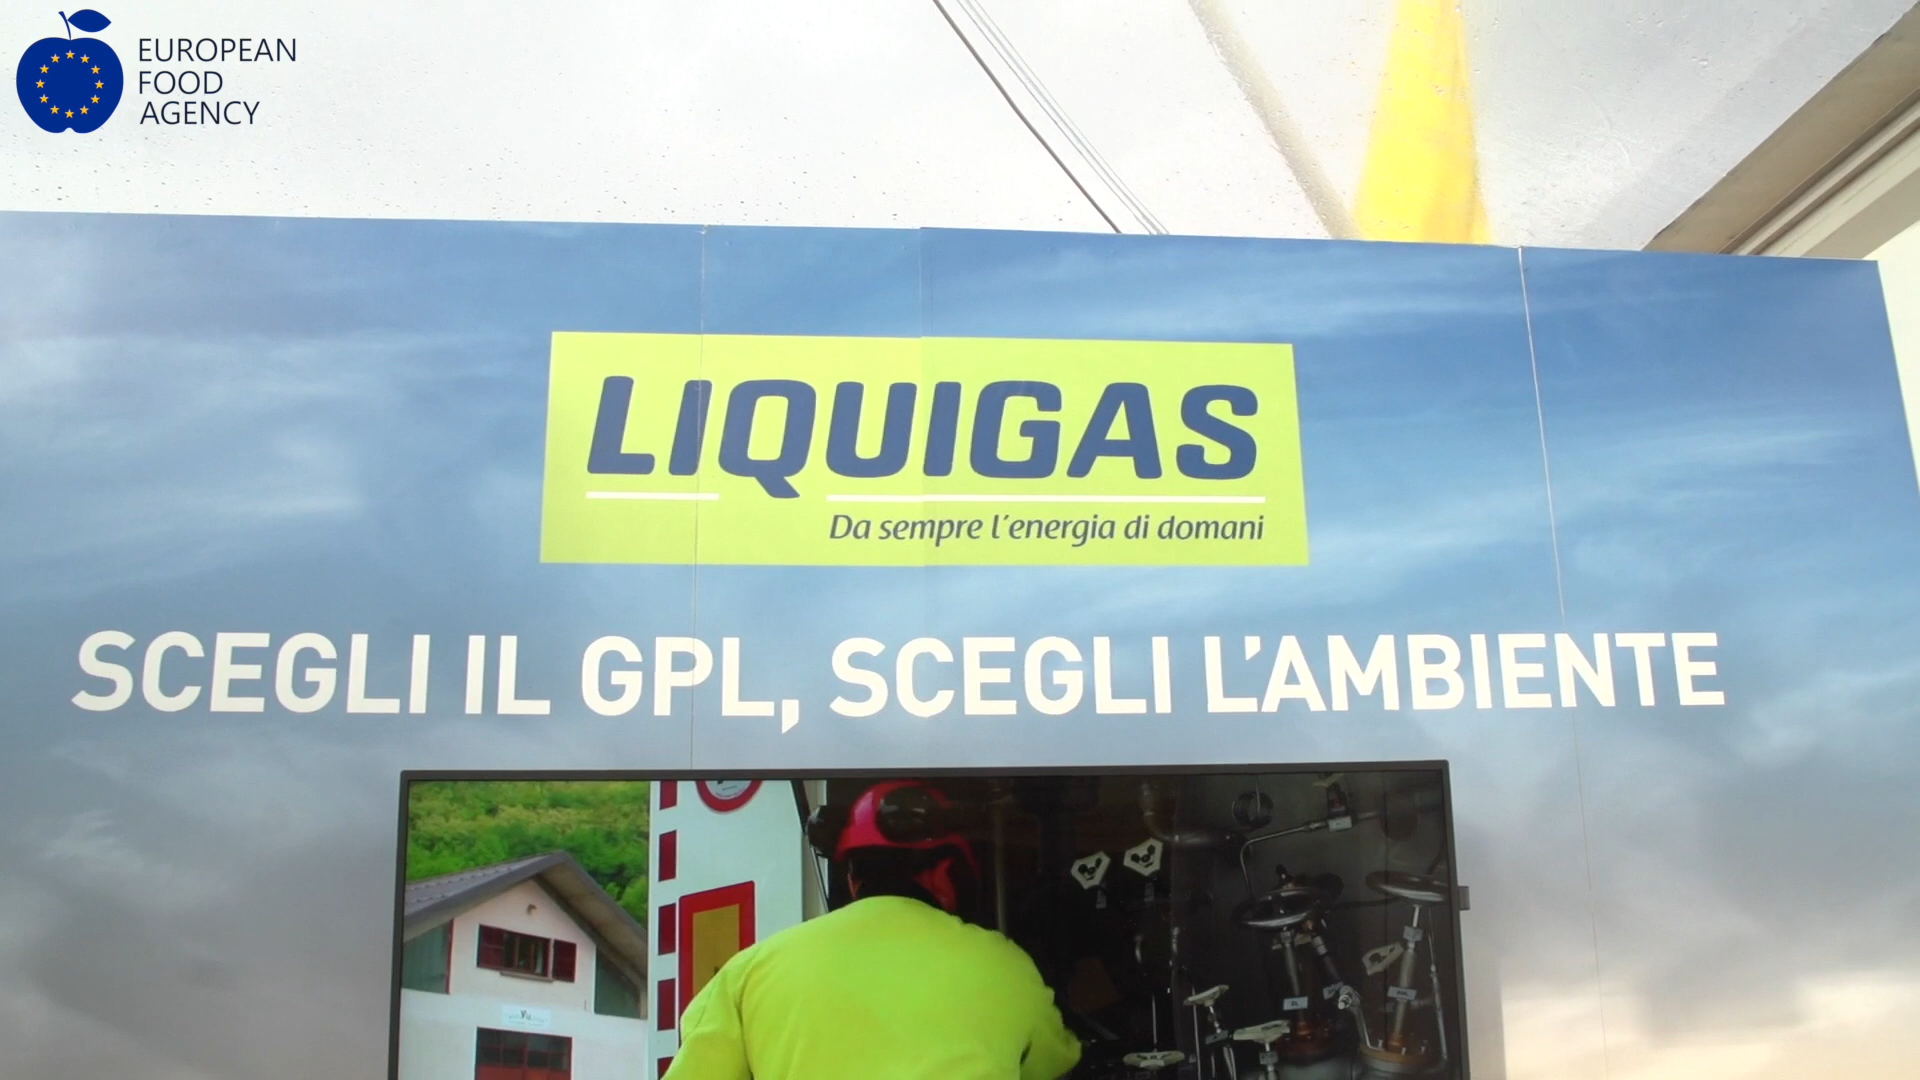 EUROPEAN
FOOD
AGENCY
LIQUIGAS
Da sempre l'energia di domani
SCEGLI IL GPL, SCEGLI L'AMBIENTE